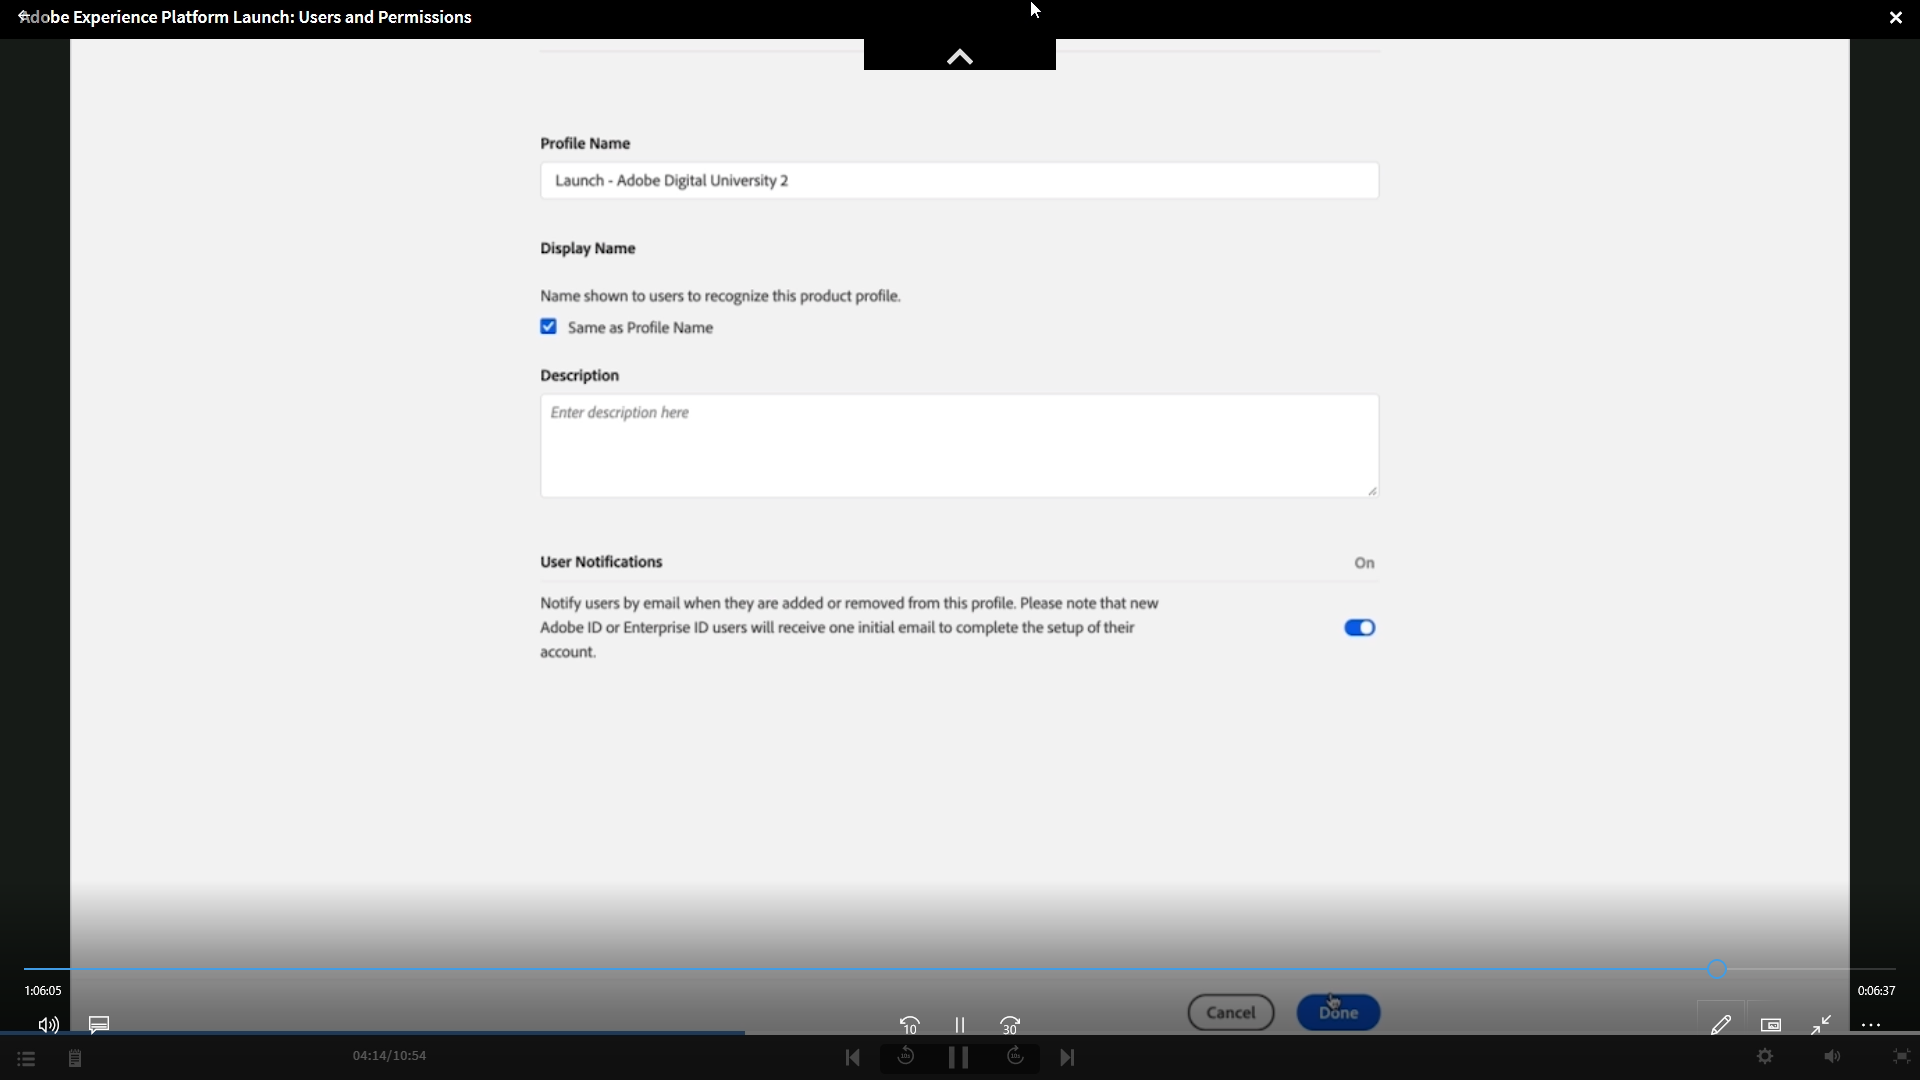 Adobe Experience Platform Launch: Users and Permissions
Profile Name
Launch - Adobe Digital University 2
Display Name
Name shown to users to recognize this product profile.
Same as Profile Name
Description
Enter description here
User Notifications
On
Notify users by email when they are added or removed from this profile. Please note that new
Adobe ID or Enterprise ID users will receive one initial email to complete the setup of their
account.
1:06:05
0:06:37
Cancel
Done
10
30
04:14/10:54
10s
10s